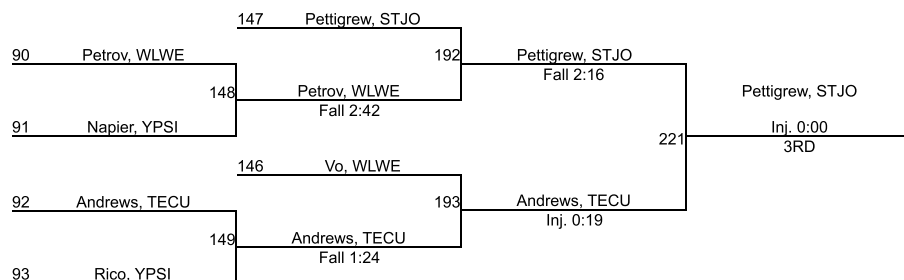 147 Pettigrew, STJO
90 Petrov, WLWE
192 Pettigrew, STJO
Fall 2:16
148 Petrov, WLWE
Fall 2:42
Pettigrew, STJO
91 Napier, YPSI
Inj. 0:00
221
3RD
146 Vo, WLWE
92 Andrews, TECU
193 Andrews, TECU
Inj. 0:19
149 Andrews, TECU
Fall 1:24
93 Rico, YPSI